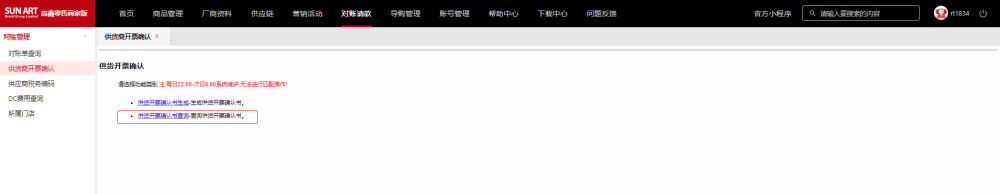 SUN ART 高鑫零售商家版
Retail Group Limited
首页 商品管理 厂商资料 供应链 营销活动 对账请款 导购管理 账号管理 帮助中心 下载中心 问题反馈 官方小程序 请输入要搜索的内容 rt1834
对账管理
对账单查询
供货商开票确认
供应商税务编码
DC费用查询
所属门店
供货商开票确认 ×
供货开票确认
请选择功能类别 注:每日22:00-次日6:00系统维护,无法进行匹配操作!
供货开票确认书生成-生成供货开票确认书。
供货开票确认书查询-查询供货开票确认书。